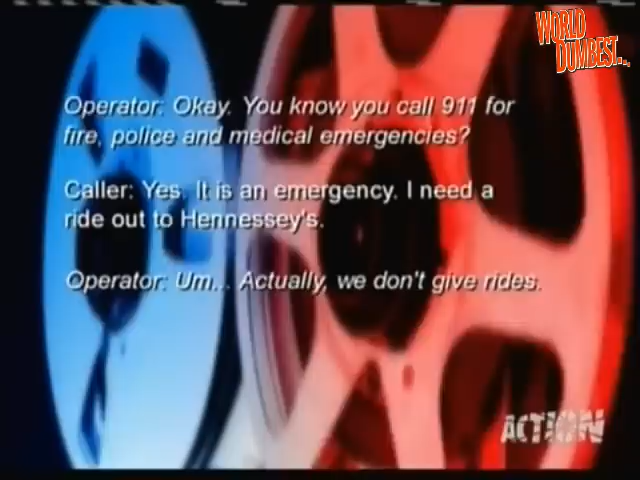 WORLD
DUMBEST...
Operator: Okay. You know you call 911 for
fire, police and medical emergencies?
Caller: Yes. It is an emergency. I need a
ride out to Hennessey's.
Operator: Um... Actually, we don't give rides.
ACTION